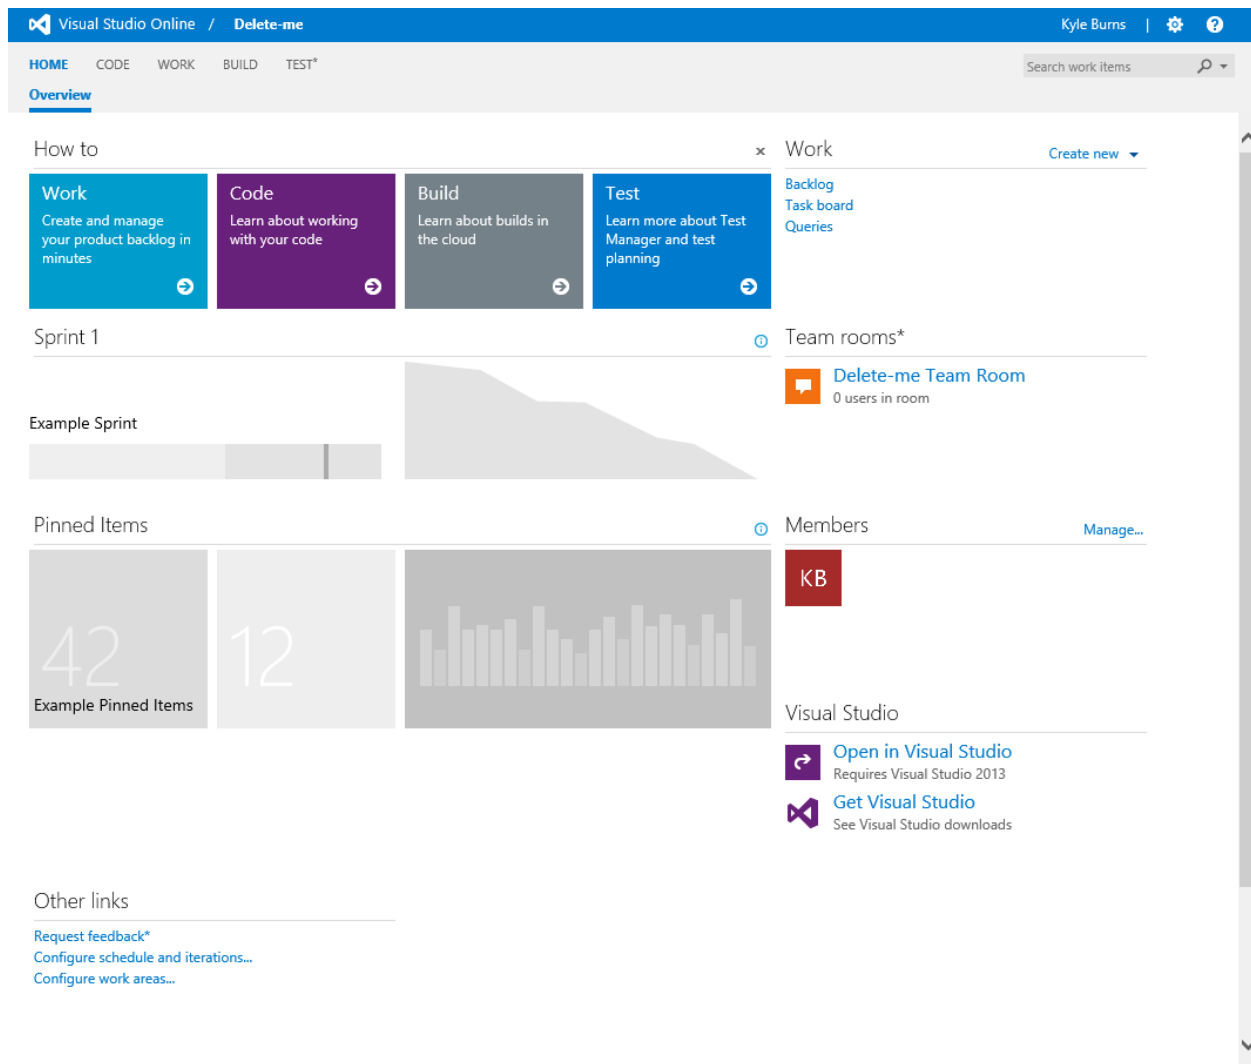 Visual Studio Online / Delete-me
Kyle Burns |
HOME CODE WORK BUILD TEST*
Search work items
Overview
How to
Work
Create and manage
your product backlog in
minutes
Code
Learn about working
with your code
Build
Learn about builds in
the cloud
Test
Learn more about Test
Manager and test
planning
Work
Create new
Backlog
Task board
Queries
Sprint 1
Example Sprint
Team rooms*
Delete-me Team Room
0 users in room
Pinned Items
42
Example Pinned Items
12
Members
Manage...
KB
Visual Studio
Open in Visual Studio
Requires Visual Studio 2013
Get Visual Studio
See Visual Studio downloads
Other links
Request feedback*
Configure schedule and iterations...
Configure work areas...